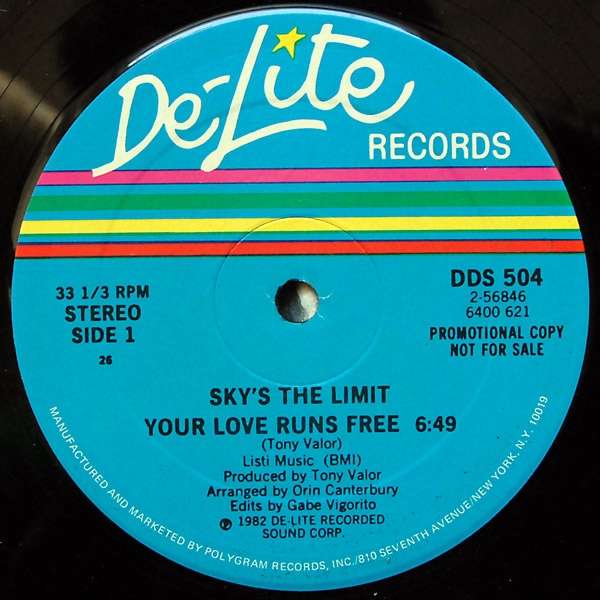 De-Lite
RECORDS
33 1/3 RPM
STEREO
SIDE 1
26
DDS 504
2-56846
6400 621
PROMOTIONAL COPY
NOT FOR SALE
SKY'S THE LIMIT
YOUR LOVE RUNS FREE 6:49
(Tony Valor)
Listi Music (BMI)
Produced by Tony Valor
Arranged by Orin Canterbury
Edits by Gabe Vigorito
℗ 1982 DE-LITE RECORDED
SOUND CORP.
MANUFACTURED AND MARKETED BY POLYGRAM RECORDS, INC./810 SEVENTH AVENUE/NEW YORK, N.Y. 10019